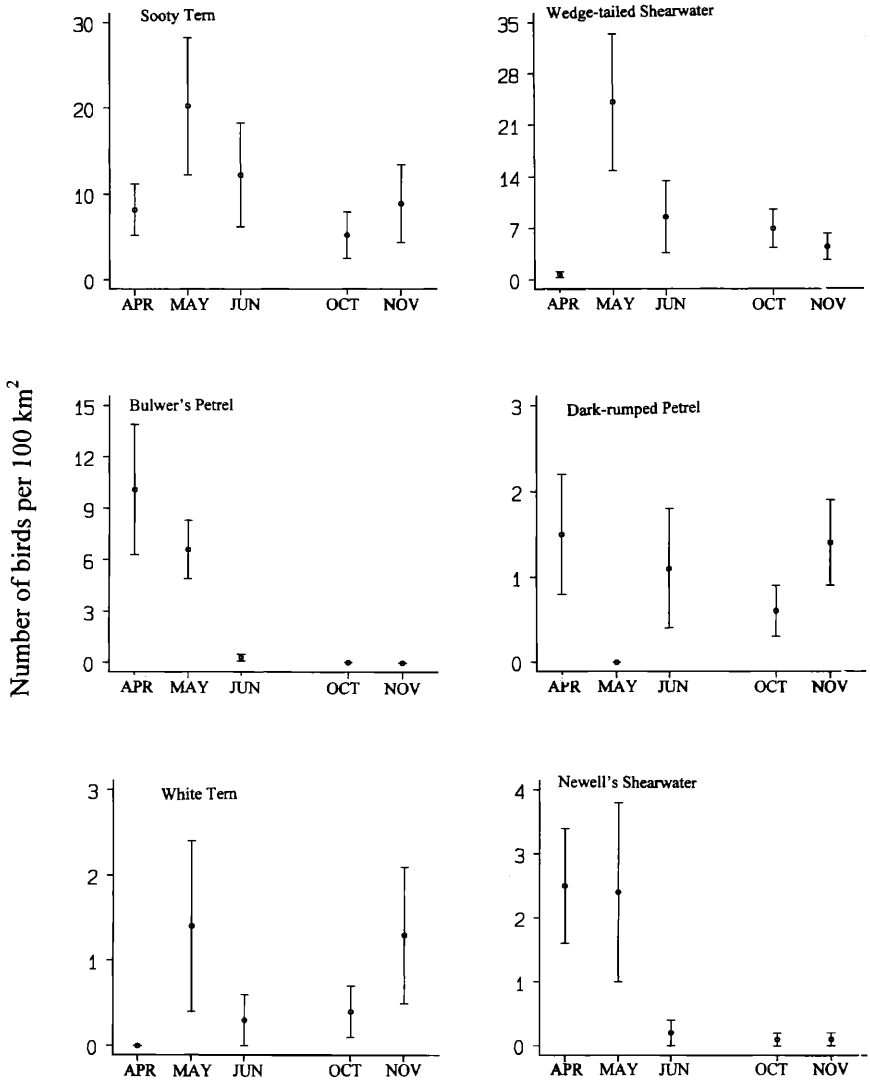 Number of birds per 100 km²
Sooty Tern
30
20
10
0
APR MAY JUN OCT NOV
Wedge-tailed Shearwater
35
28
21
14
7
0
APR MAY JUN OCT NOV
Bulwer's Petrel
15
12
9
6
3
0
APR MAY JUN OCT NOV
Dark-rumped Petrel
3
2
1
0
APR MAY JUN OCT NOV
White Tern
3
2
1
0
APR MAY JUN OCT NOV
Newell's Shearwater
4
3
2
1
0
APR MAY JUN OCT NOV